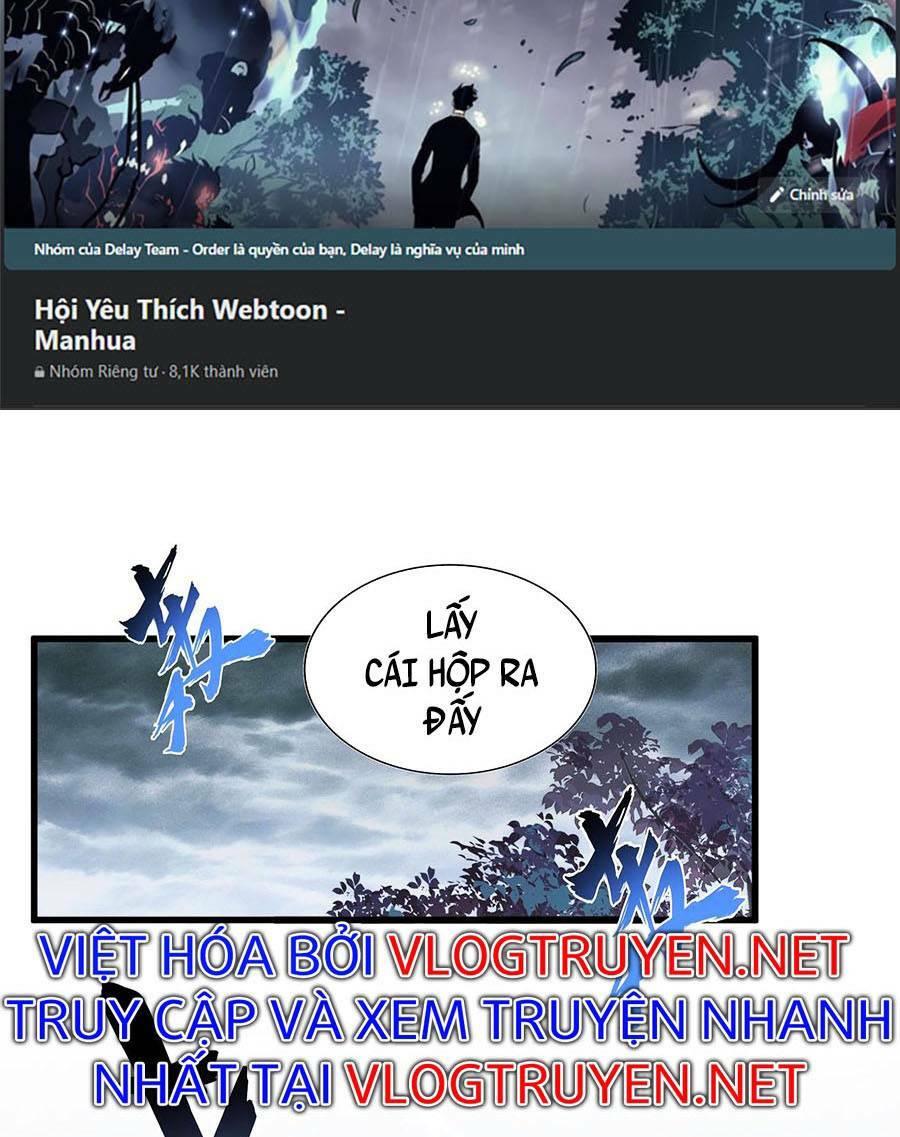 Chỉnh sửa
Nhóm của Delay Team - Order là quyền của bạn, Delay là nghĩa vụ của mình
Hội Yêu Thích Webtoon -
Manhua
Nhóm Riêng tư · 8,1K thành viên
LẤY
CÁI HỘP RA
ĐẤY
VIỆT HÓA BỞI VLOGTRUYEN.NET
TRUY CẬP VÀ XEM TRUYỆN NHANH
NHẤT TẠI VLOGTRUYEN.NET